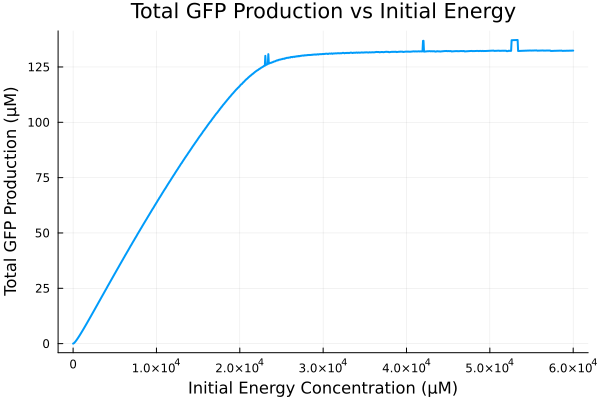 Total GFP Production vs Initial Energy
Total GFP Production (μM)
125
100
75
50
25
0
0 1.0×10⁴ 2.0×10⁴ 3.0×10⁴ 4.0×10⁴ 5.0×10⁴ 6.0×10⁴
Initial Energy Concentration (μM)